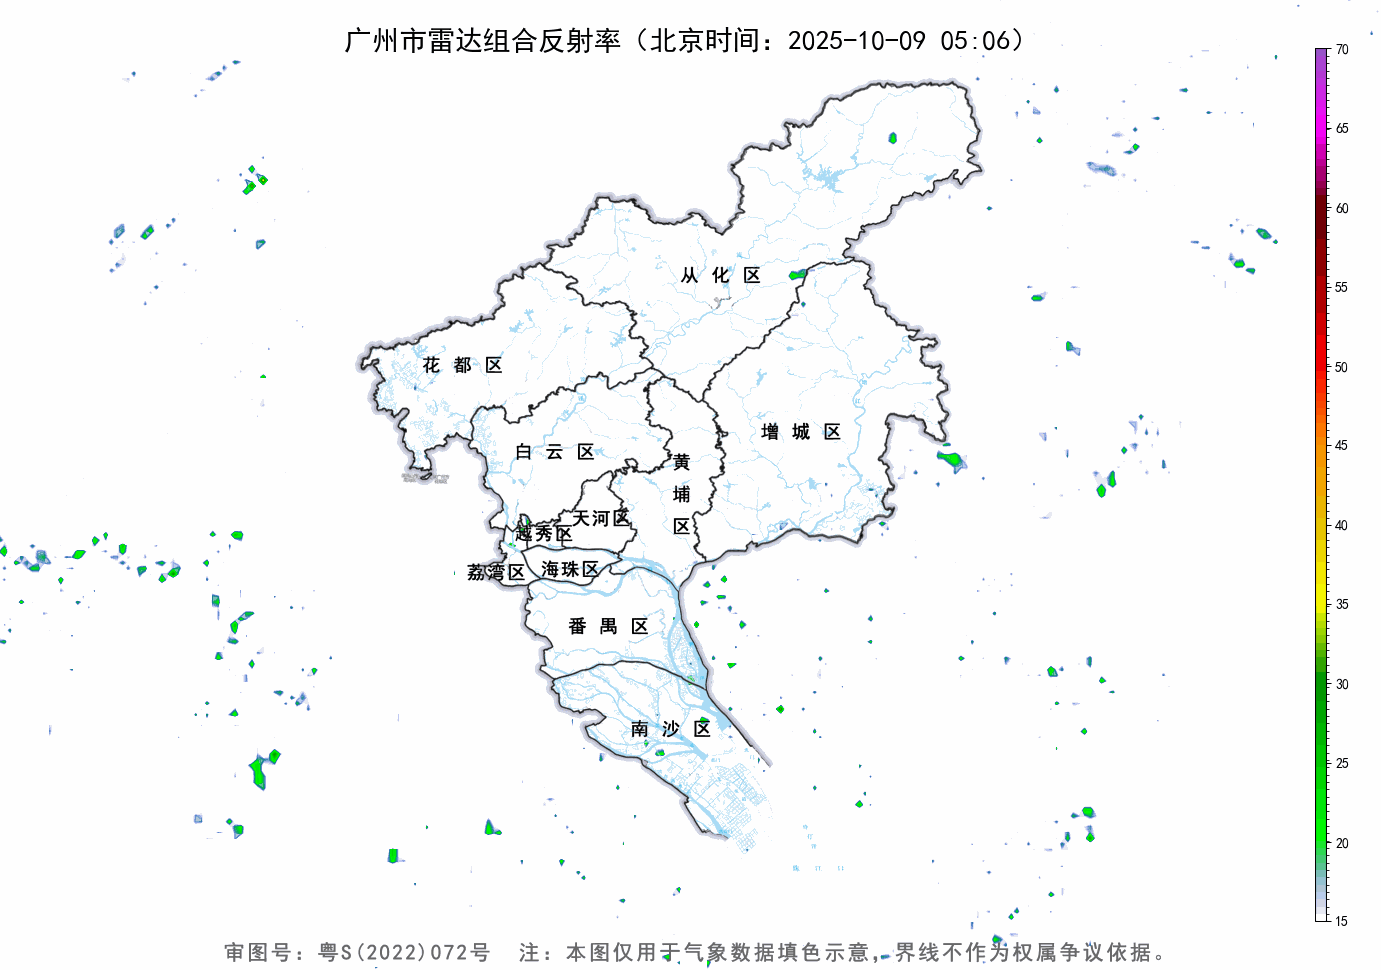 广州市雷达组合反射率（北京时间：2025-10-09 05:06）
70
65
60
55
50
45
40
35
30
25
20
15
从化区
花都区
增城区
白云区
黄埔区
天河区
越秀区
荔湾区
海珠区
番禺区
南沙区
审图号：粤S(2022)072号 注：本图仅用于气象数据填色示意，界线不作为权属争议依据。